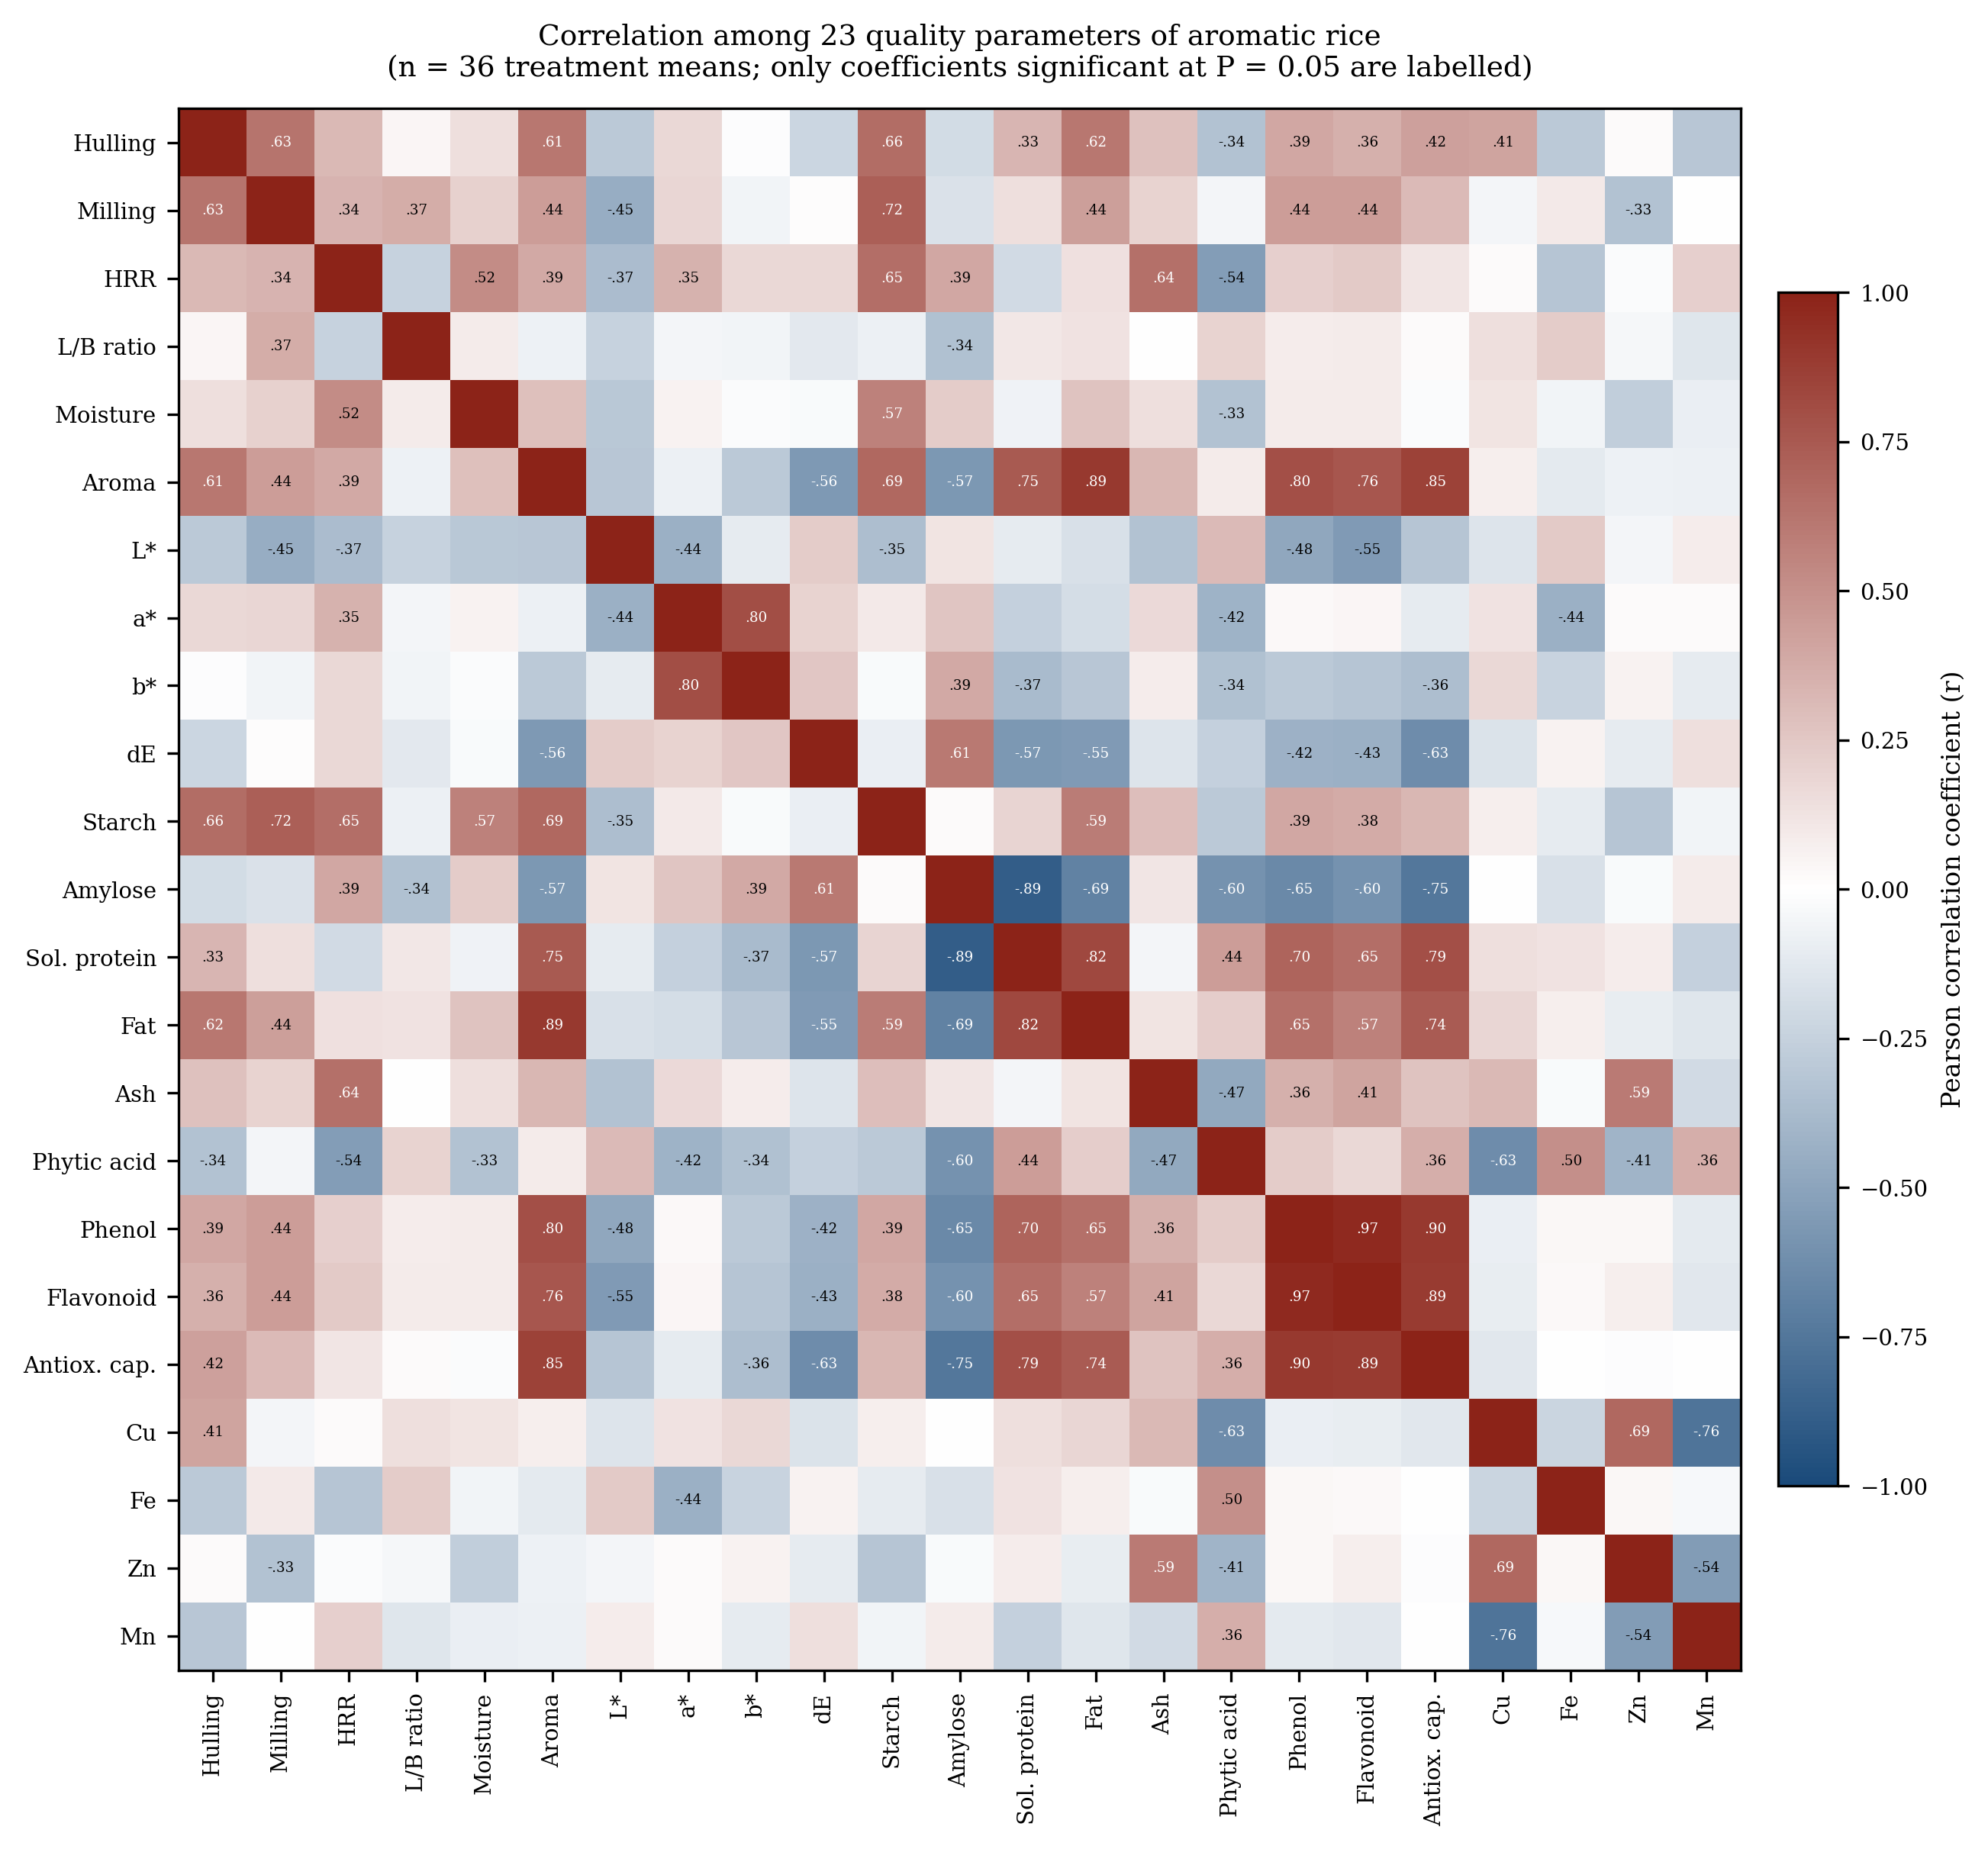 Correlation among 23 quality parameters of aromatic rice
(n = 36 treatment means; only coefficients significant at P = 0.05 are labelled)
Hulling .63 .61 .66 .33 .62 -.34 .39 .36 .42 .41
Milling .63 .34 .37 .44 -.45 .72 .44 .44 .44 -.33
HRR .34 .52 .39 -.37 .35 .65 .39 .64 -.54
L/B ratio .37 -.34
Moisture .52 .57 -.33
Aroma .61 .44 .39 -.56 .69 -.57 .75 .89 .80 .76 .85
L* -.45 -.37 -.44 -.35 -.48 -.55
a* .35 -.44 .80 -.42 -.44
b* .80 .39 -.37 -.34 -.36
dE -.56 .61 -.57 -.55 -.42 -.43 -.63
Starch .66 .72 .65 .57 .69 -.35 .59 .39 .38
Amylose .39 -.34 -.57 .39 .61 -.89 -.69 -.60 -.65 -.60 -.75
Sol. protein .33 .75 -.37 -.57 -.89 .82 .44 .70 .65 .79
Fat .62 .44 .89 -.55 .59 -.69 .82 .65 .57 .74
Ash .64 -.47 .36 .41 .59
Phytic acid -.34 -.54 -.33 -.42 -.34 -.60 .44 -.47 .36 -.63 .50 -.41 .36
Phenol .39 .44 .80 -.48 -.42 .39 -.65 .70 .65 .36 .97 .90
Flavonoid .36 .44 .76 -.55 -.43 .38 -.60 .65 .57 .41 .97 .89
Antiox. cap. .42 .85 -.36 -.63 -.75 .79 .74 .36 .90 .89
Cu .41 -.63 .69 -.76
Fe -.44 .50
Zn -.33 .59 -.41 .69 -.54
Mn .36 -.76 -.54
Hulling Milling HRR L/B ratio Moisture Aroma L* a* b* dE Starch Amylose Sol. protein Fat Ash Phytic acid Phenol Flavonoid Antiox. cap. Cu Fe Zn Mn
1.00
0.75
0.50
0.25
0.00
−0.25
−0.50
−0.75
−1.00
Pearson correlation coefficient (r)